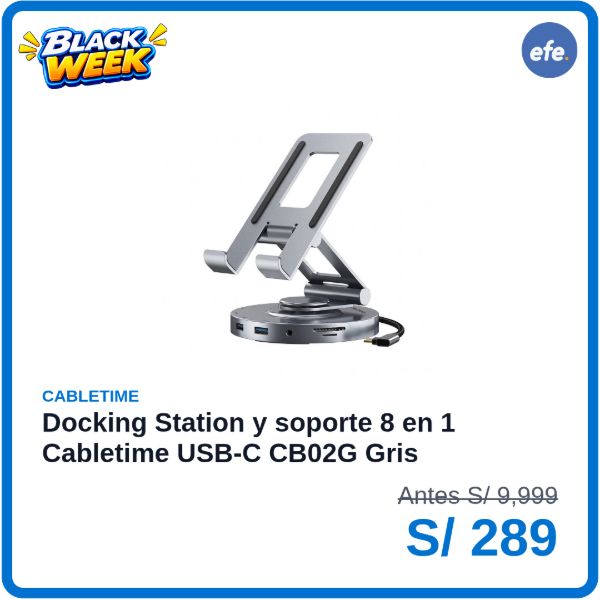 BLACK
WEEK
efe.
CABLETIME
Docking Station y soporte 8 en 1
Cabletime USB-C CB02G Gris
Antes S/ 9,999
S/ 289